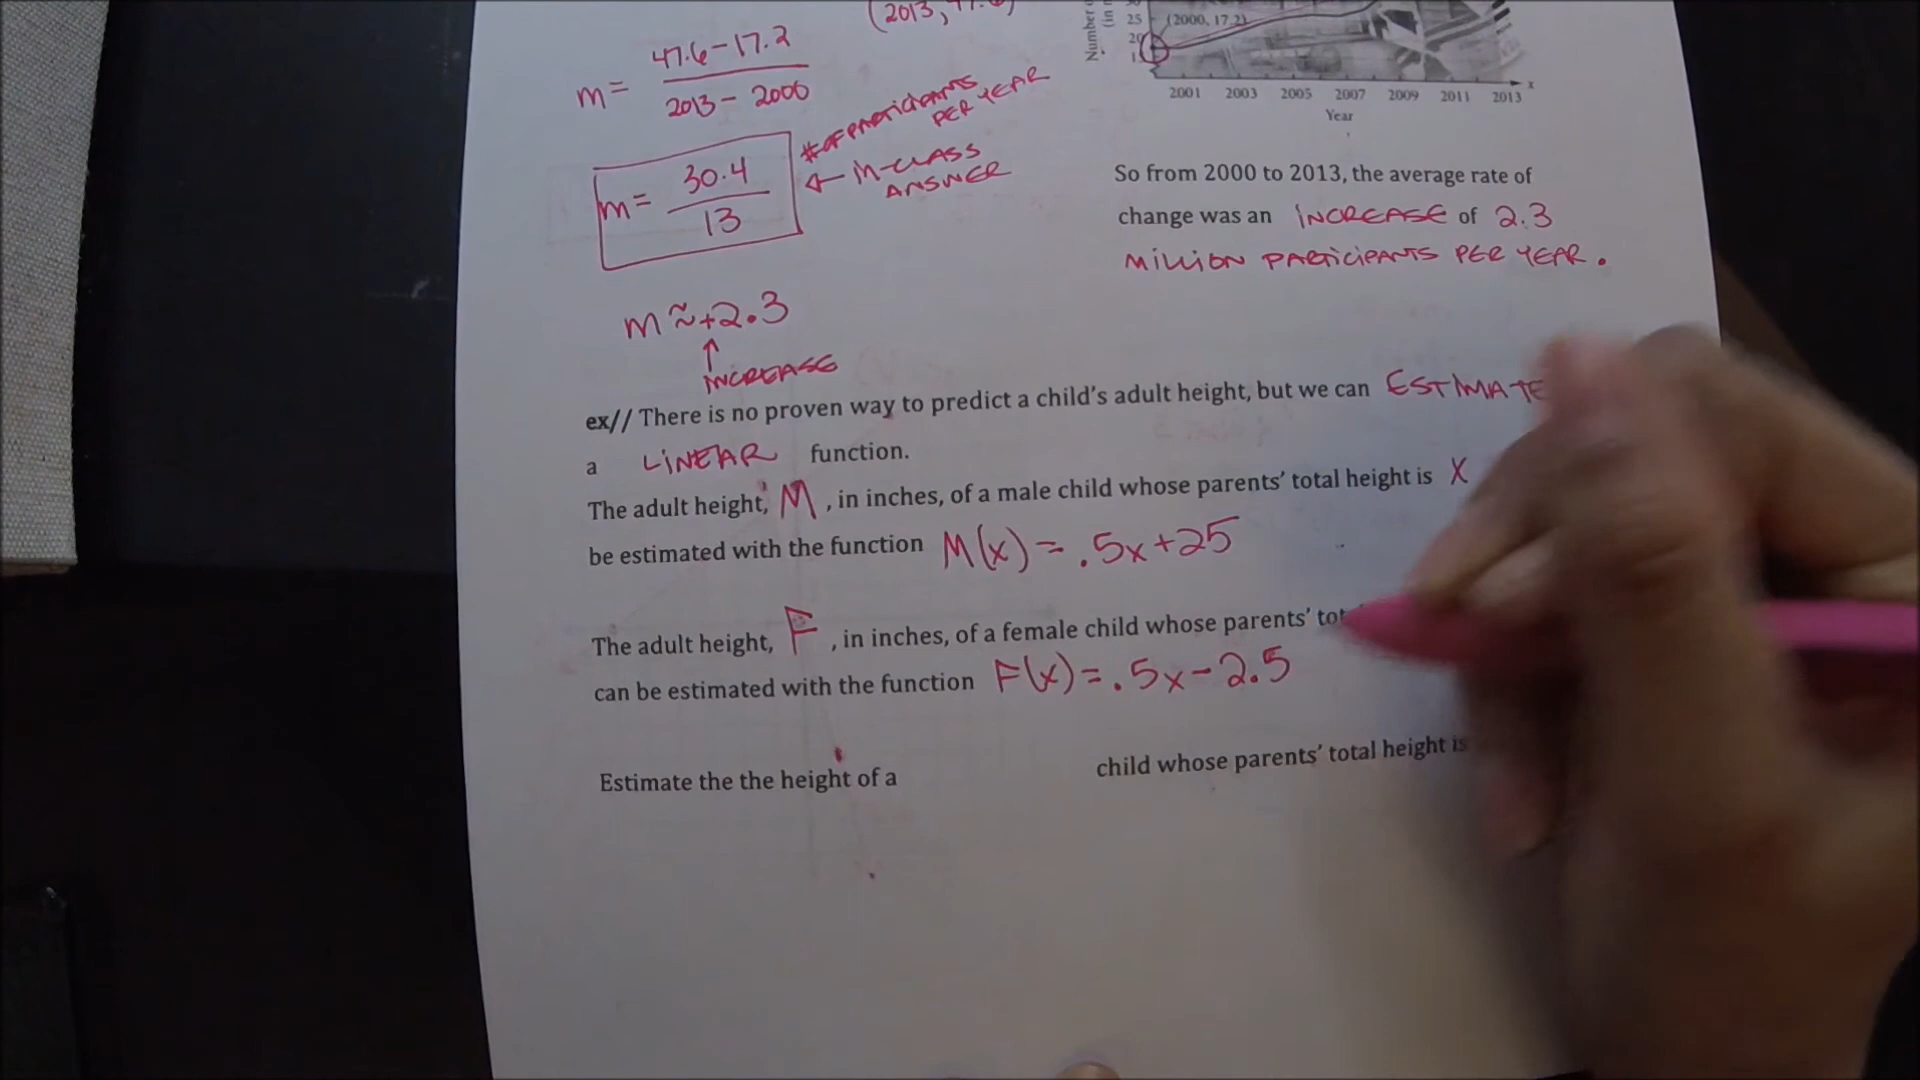 (2013,
m = 47.6-17.2 / 2013-2000
m = 30.4 / 13
# OF PARTICIPANTS
PER YEAR
← IN-CLASS
ANSWER
m ≈ +2.3
↑
INCREASE
Number
(in
25
20
(2000, 17.2)
2001 2003 2005 2007 2009 2011 2013 x
Year
So from 2000 to 2013, the average rate of
change was an INCREASE of 2.3
MILLION PARTICIPANTS PER YEAR.
ex// There is no proven way to predict a child's adult height, but we can ESTIMATE
a LINEAR function.
The adult height, M, in inches, of a male child whose parents' total height is X
be estimated with the function M(x) = .5x+25
The adult height, F, in inches, of a female child whose parents'
can be estimated with the function F(x) = .5x-2.5
Estimate the the height of a child whose parents' total height is